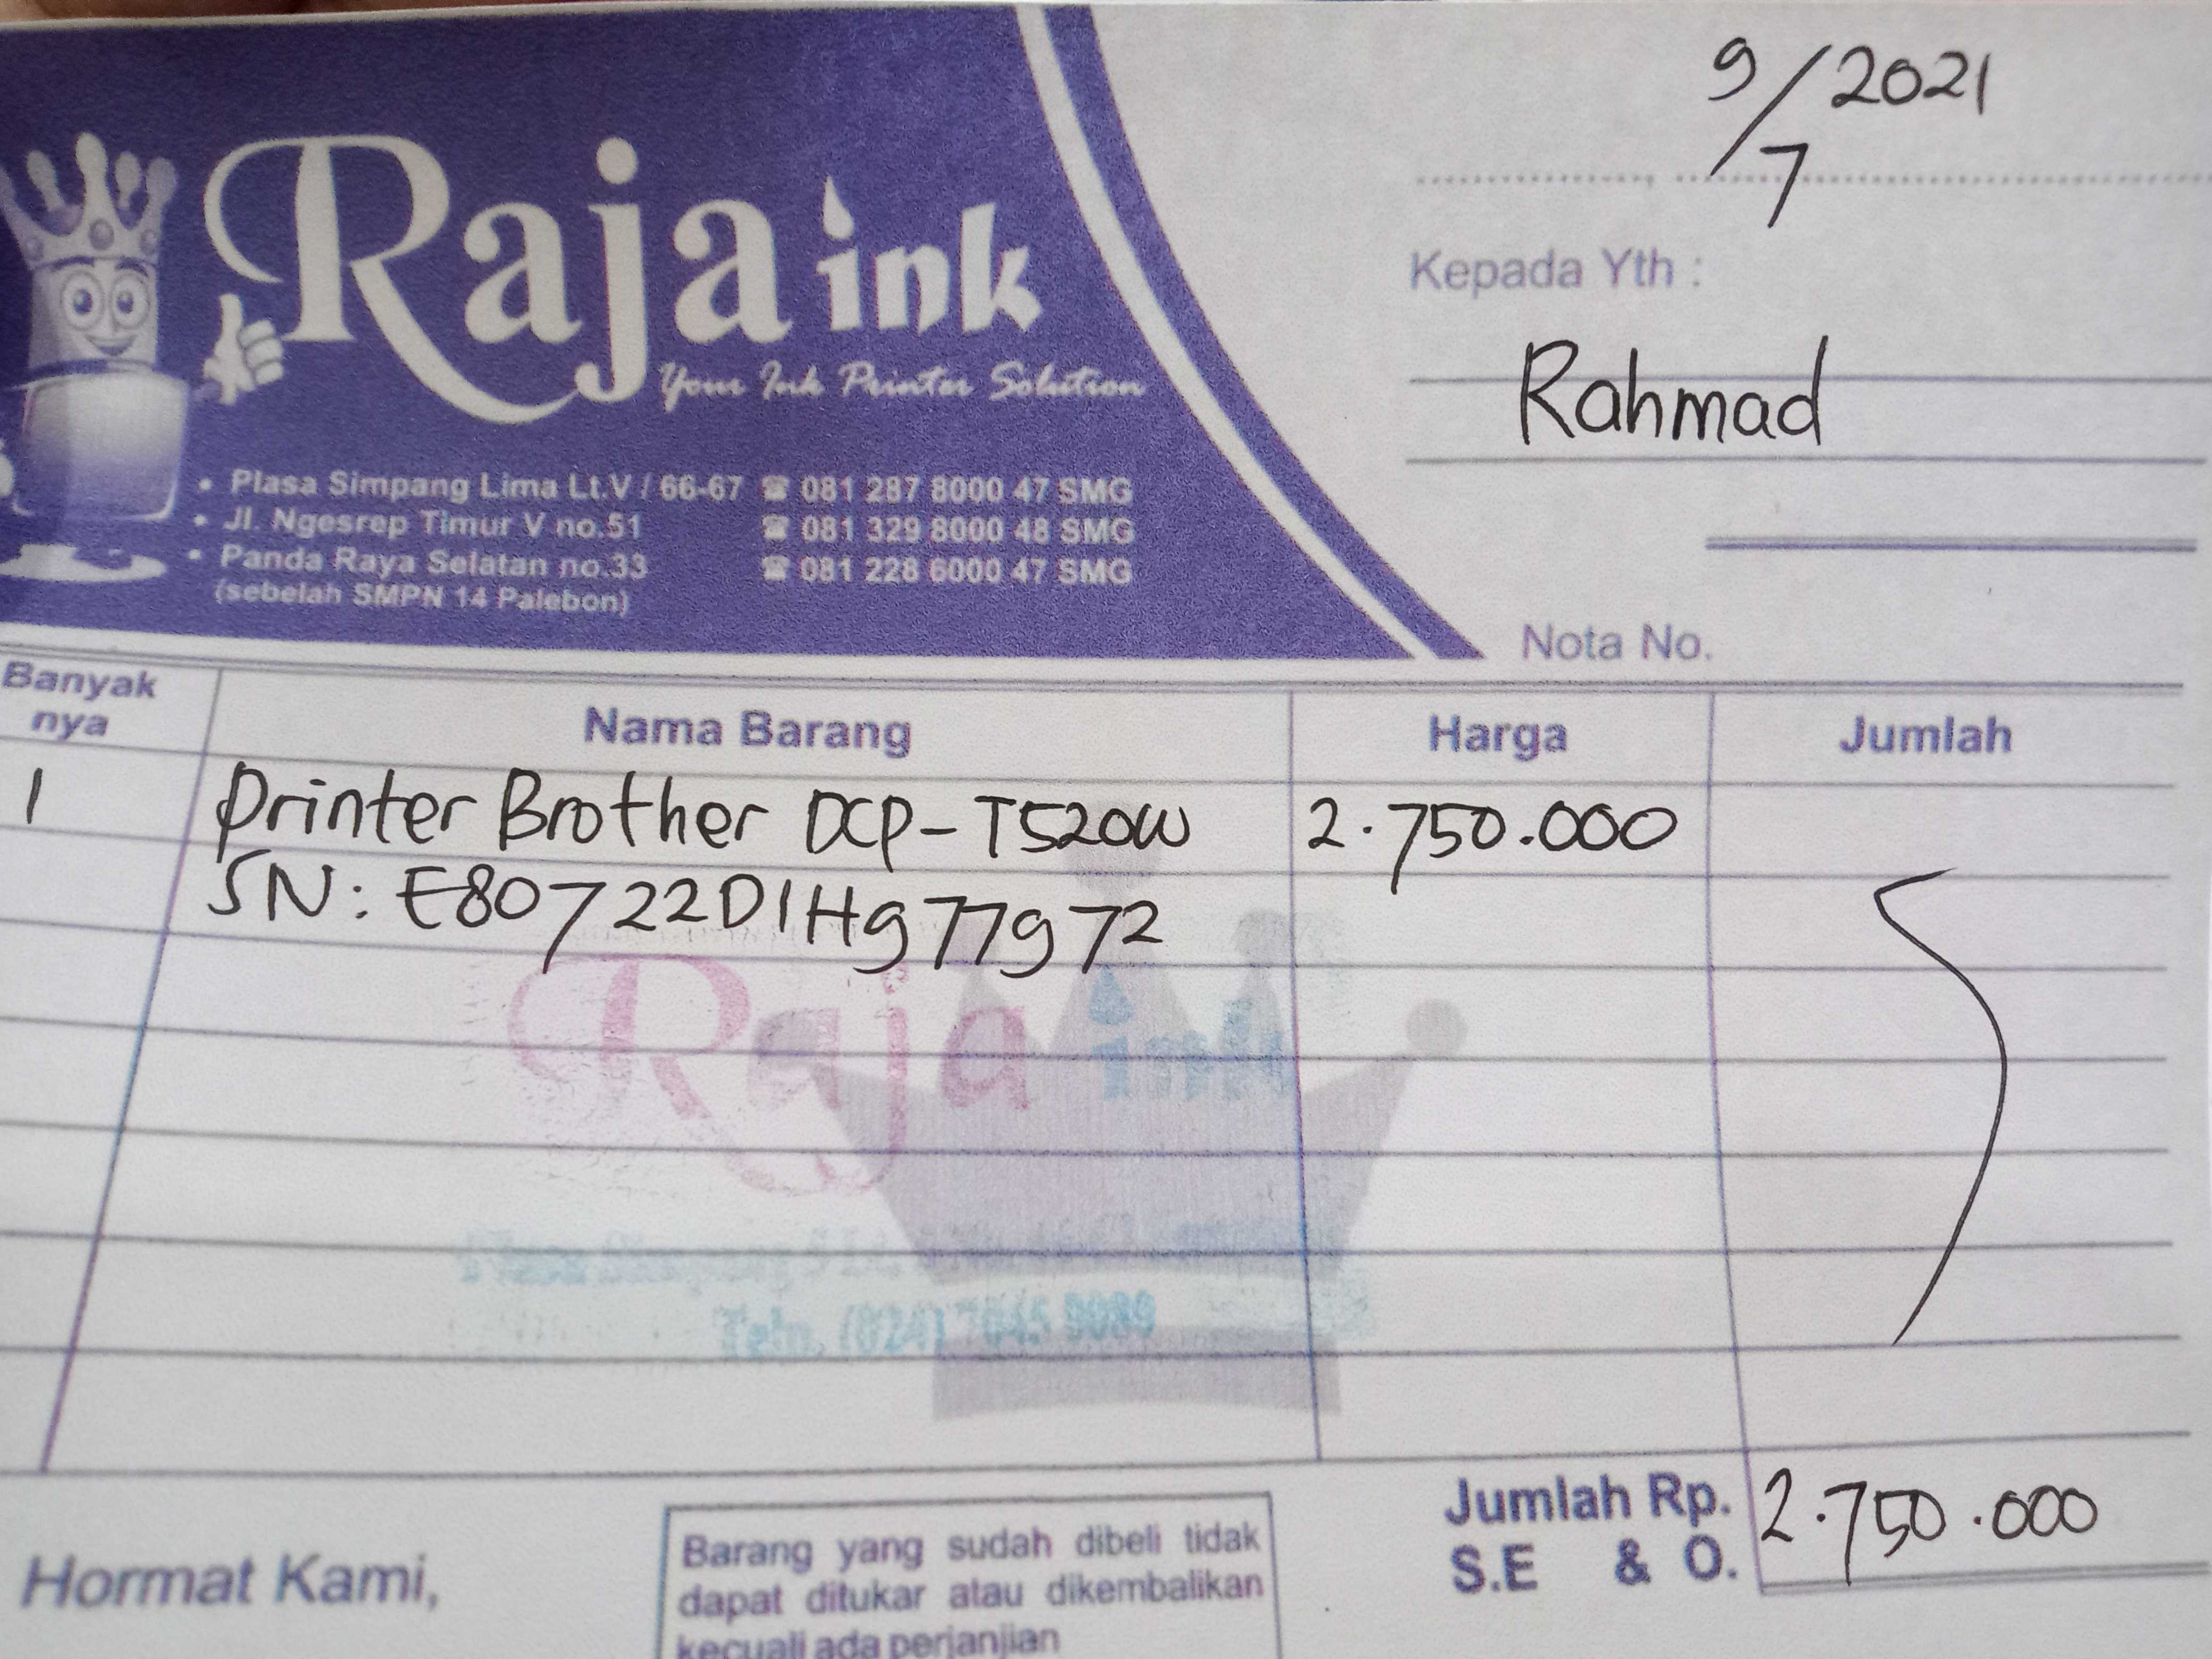 9/7 2021
Raja ink
Your Ink Printer Solution
Kepada Yth :
Rahmad
• Plasa Simpang Lima Lt.V / 66-67 ☎ 081 287 8000 47 SMG
• Jl. Ngesrep Timur V no.51 ☎ 081 329 8000 48 SMG
• Panda Raya Selatan no.33 ☎ 081 228 6000 47 SMG
(sebelah SMPN 14 Palebon)
Nota No.
Banyak nya Nama Barang Harga Jumlah
1 Printer Brother DCP-T520W 2.750.000
SN: E80722D1H977972
Raja ink
Telp. (024)
Jumlah Rp. 2.750.000
S.E & O.
Hormat Kami,
Barang yang sudah dibeli tidak
dapat ditukar atau dikembalikan
kecuali ada perjanjian